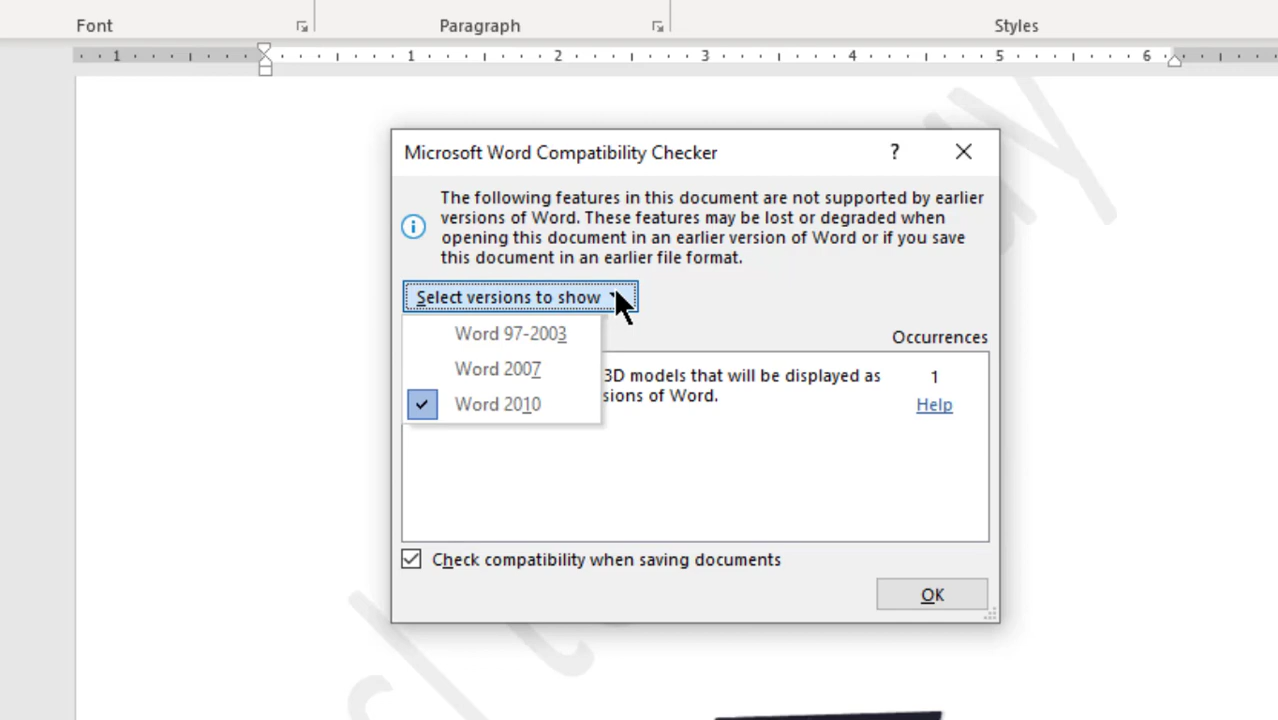 Font
Paragraph
Styles
1 1 2 3 4 5 6
Microsoft Word Compatibility Checker ?
The following features in this document are not supported by earlier
versions of Word. These features may be lost or degraded when
opening this document in an earlier version of Word or if you save
this document in an earlier file format.
Select versions to show
Word 97-2003
Word 2007
Word 2010
Occurrences
3D models that will be displayed as
1
sions of Word.
Help
Check compatibility when saving documents
OK